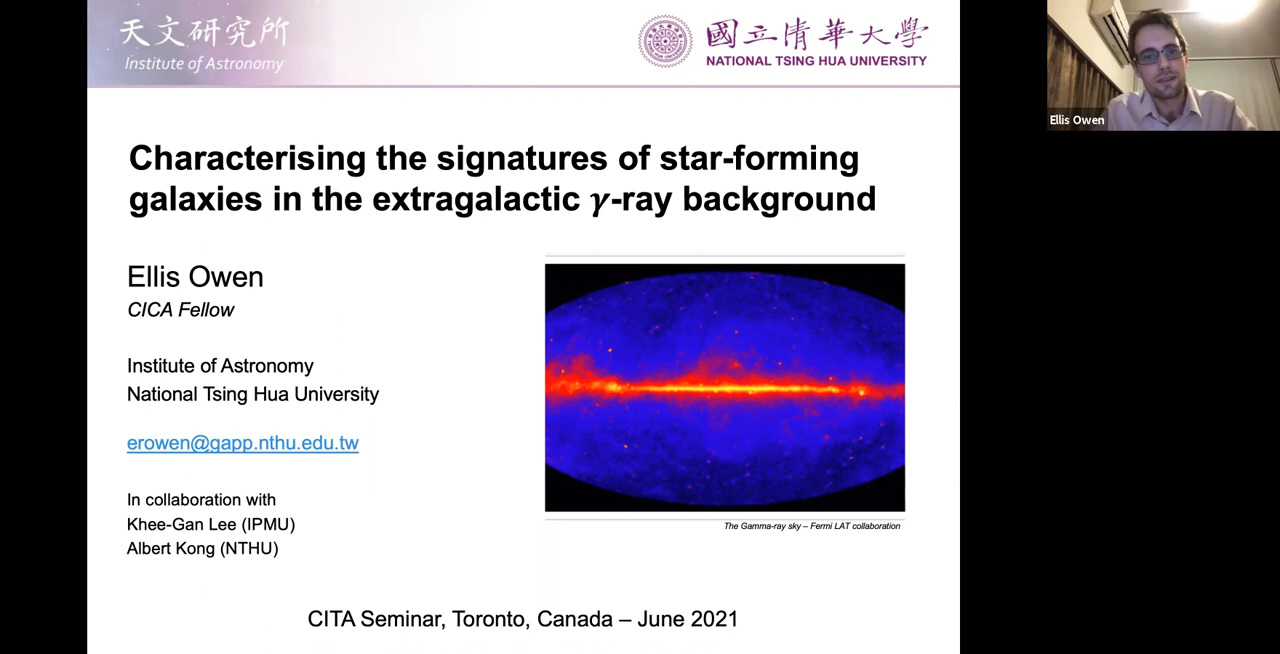 天文研究所
Institute of Astronomy
國立清華大學
NATIONAL TSING HUA UNIVERSITY
Ellis Owen
Characterising the signatures of star-forming
galaxies in the extragalactic γ-ray background
Ellis Owen
CICA Fellow
Institute of Astronomy
National Tsing Hua University
erowen@gapp.nthu.edu.tw
In collaboration with
Khee-Gan Lee (IPMU)
Albert Kong (NTHU)
The Gamma-ray sky – Fermi LAT collaboration
CITA Seminar, Toronto, Canada – June 2021